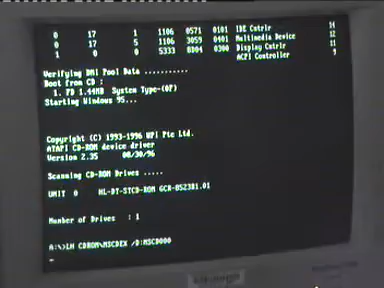 0 17 1 1106 0571 0101 IDE Cntrlr 14
0 17 5 1106 3059 0401 Multimedia Device 12
1 0 0 5333 8D04 0300 Display Cntrlr 11
ACPI Controller 9
Verifying DMI Pool Data ...........
Boot from CD :
1. FD 1.44MB System Type-(0F)
Starting Windows 95...
Copyright (C) 1993-1996 WPI Pte Ltd.
ATAPI CD-ROM device driver
Version 2.35 08/30/96
Scanning CD-ROM Drives .....
UNIT 0 HL-DT-STCD-ROM GCR-8523B1.01
Number of Drives : 1
A:\>LH CDROM\MSCDEX /D:MSCD000